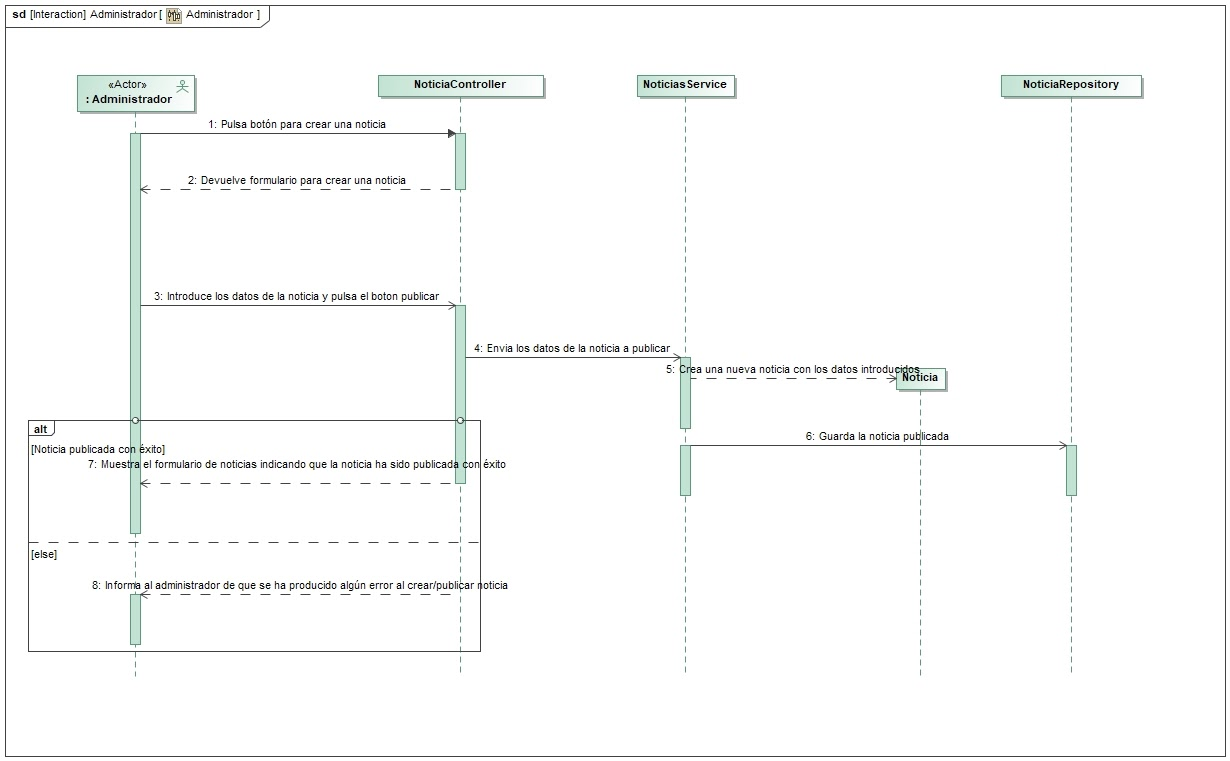 sd [Interaction] Administrador [ Administrador ]
«Actor»
: Administrador
NoticiaController
NoticiasService
NoticiaRepository
1: Pulsa botón para crear una noticia
2: Devuelve formulario para crear una noticia
3: Introduce los datos de la noticia y pulsa el boton publicar
4: Envia los datos de la noticia a publicar
5: Crea una nueva noticia con los datos introducidos
Noticia
6: Guarda la noticia publicada
alt
[Noticia publicada con éxito]
7: Muestra el formulario de noticias indicando que la noticia ha sido publicada con éxito
[else]
8: Informa al administrador de que se ha producido algún error al crear/publicar noticia